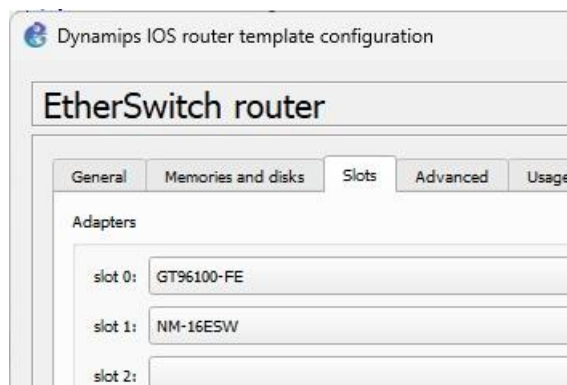 Dynamips IOS router template configuration
EtherSwitch router
General Memories and disks Slots Advanced Usage
Adapters
slot 0: GT96100-FE
slot 1: NM-16ESW
slot 2: